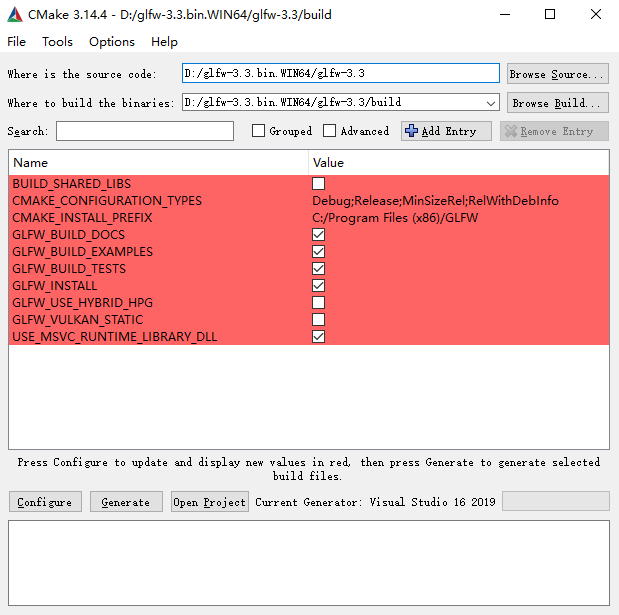 CMake 3.14.4 - D:/glfw-3.3.bin.WIN64/glfw-3.3/build
File Tools Options Help
Where is the source code: D:/glfw-3.3.bin.WIN64/glfw-3.3 Browse Source...
Where to build the binaries: D:/glfw-3.3.bin.WIN64/glfw-3.3/build Browse Build...
Search: Grouped Advanced Add Entry Remove Entry
Name Value
BUILD_SHARED_LIBS
CMAKE_CONFIGURATION_TYPES Debug;Release;MinSizeRel;RelWithDebInfo
CMAKE_INSTALL_PREFIX C:/Program Files (x86)/GLFW
GLFW_BUILD_DOCS
GLFW_BUILD_EXAMPLES
GLFW_BUILD_TESTS
GLFW_INSTALL
GLFW_USE_HYBRID_HPG
GLFW_VULKAN_STATIC
USE_MSVC_RUNTIME_LIBRARY_DLL
Press Configure to update and display new values in red, then press Generate to generate selected
build files.
Configure Generate Open Project Current Generator: Visual Studio 16 2019